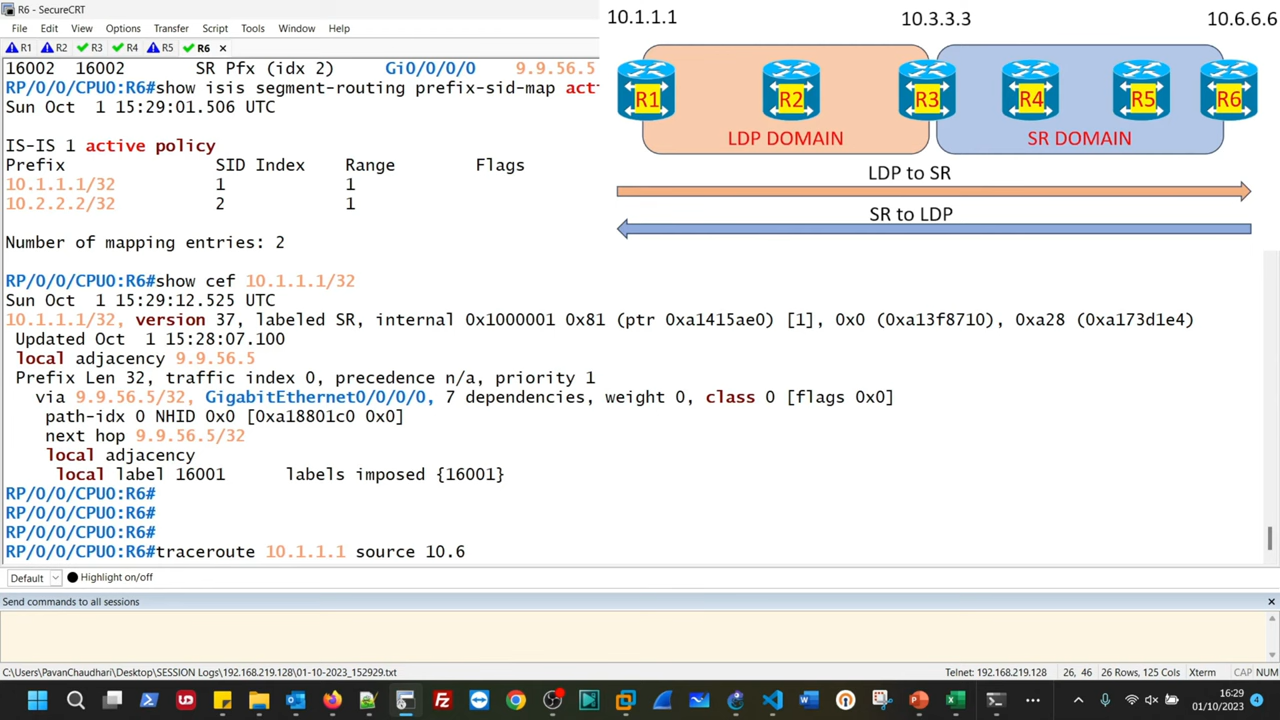 R6 - SecureCRT
File Edit View Options Transfer Script Tools Window Help
R1 R2 R3 R4 R5 R6 ×
16002 16002 SR Pfx (idx 2) Gi0/0/0/0 9.9.56.5
RP/0/0/CPU0:R6#show isis segment-routing prefix-sid-map act
Sun Oct 1 15:29:01.506 UTC
IS-IS 1 active policy
Prefix SID Index Range Flags
10.1.1.1/32 1 1
10.2.2.2/32 2 1
Number of mapping entries: 2
RP/0/0/CPU0:R6#show cef 10.1.1.1/32
Sun Oct 1 15:29:12.525 UTC
10.1.1.1/32, version 37, labeled SR, internal 0x1000001 0x81 (ptr 0xa1415ae0) [1], 0x0 (0xa13f8710), 0xa28 (0xa173d1e4)
Updated Oct 1 15:28:07.100
local adjacency 9.9.56.5
Prefix Len 32, traffic index 0, precedence n/a, priority 1
via 9.9.56.5/32, GigabitEthernet0/0/0/0, 7 dependencies, weight 0, class 0 [flags 0x0]
path-idx 0 NHID 0x0 [0xa18801c0 0x0]
next hop 9.9.56.5/32
local adjacency
local label 16001 labels imposed {16001}
RP/0/0/CPU0:R6#
RP/0/0/CPU0:R6#
RP/0/0/CPU0:R6#
RP/0/0/CPU0:R6#traceroute 10.1.1.1 source 10.6
10.1.1.1 10.3.3.3 10.6.6.6
R1 R2 R3 R4 R5 R6
LDP DOMAIN SR DOMAIN
LDP to SR
SR to LDP
Default Highlight on/off
Send commands to all sessions ×
C:\Users\PavanChaudhari\Desktop\SESSION Logs\192.168.219.128\01-10-2023_152929.txt Telnet: 192.168.219.128 26, 46 26 Rows, 125 Cols Xterm CAP NUM
16:29
01/10/2023
4